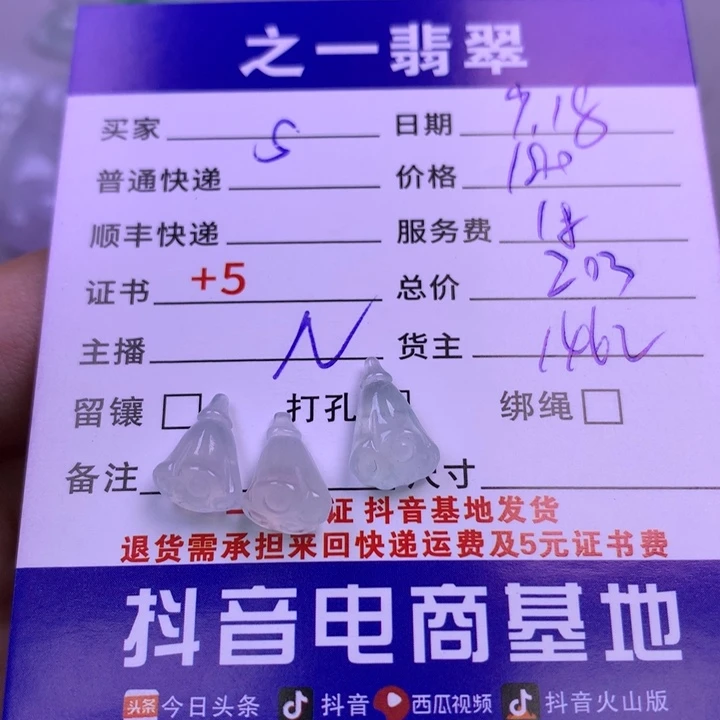 之一翡翠
买家 日期 9.18
普通快递 价格 180
顺丰快递 服务费 18
证书 +5 总价 203
主播 N 货主 1462
留镶 打孔 绑绳
备注 尺寸
一 证 抖音基地发货
退货需承担来回快递运费及5元证书费
抖音电商基地
头条 今日头条 抖音 西瓜视频 抖音火山版